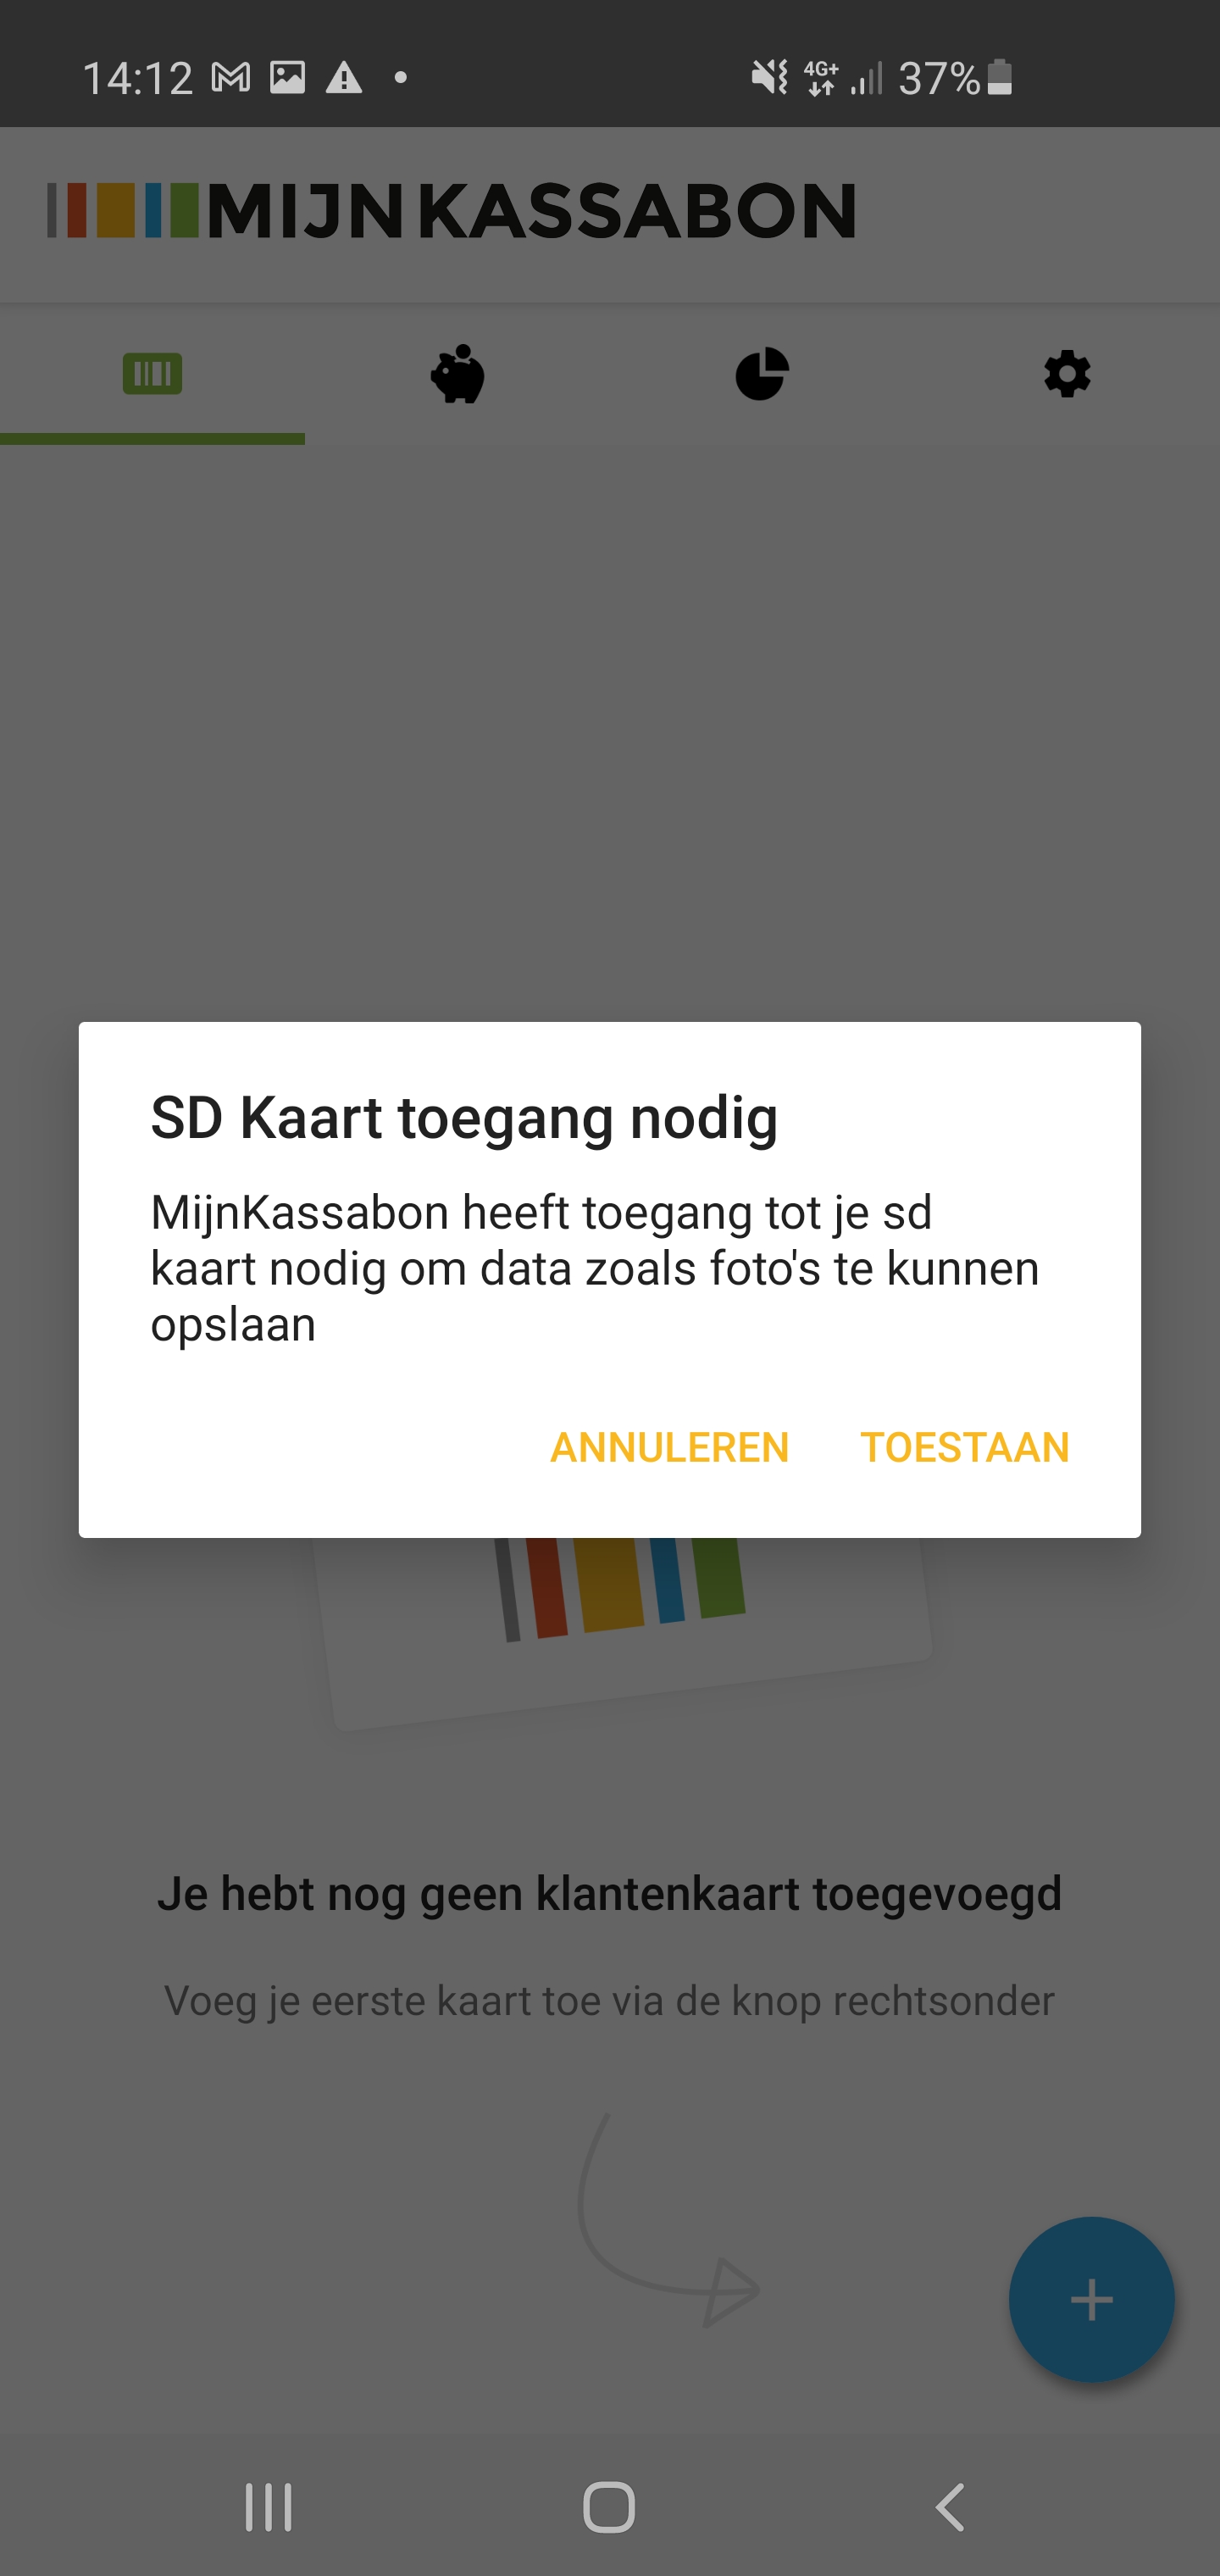 14:12 4G+ 37%
MIJNKASSABON
SD Kaart toegang nodig
MijnKassabon heeft toegang tot je sd
kaart nodig om data zoals foto's te kunnen
opslaan
ANNULEREN TOESTAAN
Je hebt nog geen klantenkaart toegevoegd
Voeg je eerste kaart toe via de knop rechtsonder